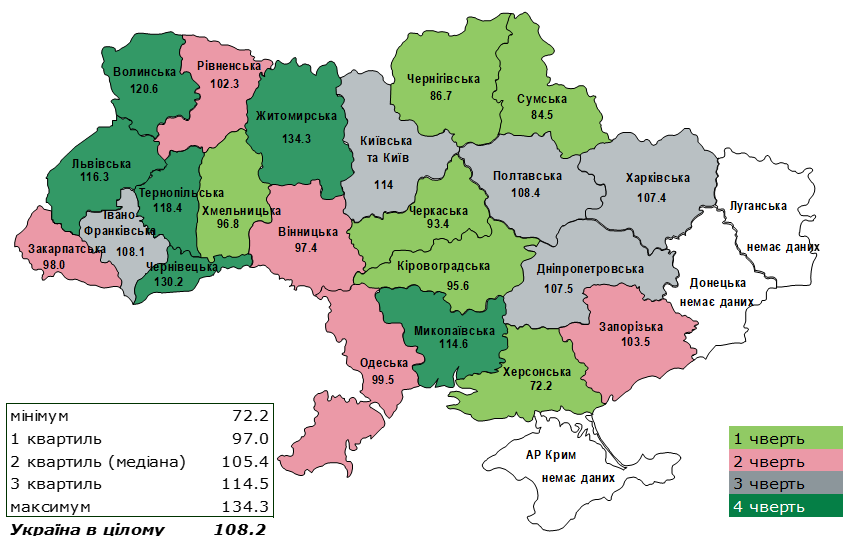 Волинська
120.6
Рівненська
102.3
Житомирська
134.3
Київська
та Київ
114
Чернігівська
86.7
Сумська
84.5
Львівська
116.3
Тернопільська
118.4
Хмельницька
96.8
Івано-
Франківська
108.1
Закарпатська
98.0
Чернівецька
130.2
Вінницька
97.4
Черкаська
93.4
Полтавська
108.4
Харківська
107.4
Луганська
немає даних
Кіровоградська
95.6
Дніпропетровська
107.5
Донецька
немає даних
Одеська
99.5
Миколаївська
114.6
Запорізька
103.5
Херсонська
72.2
АР Крим
немає даних
мінімум 72.2
1 квартиль 97.0
2 квартиль (медіана) 105.4
3 квартиль 114.5
максимум 134.3
Україна в цілому 108.2
1 чверть
2 чверть
3 чверть
4 чверть